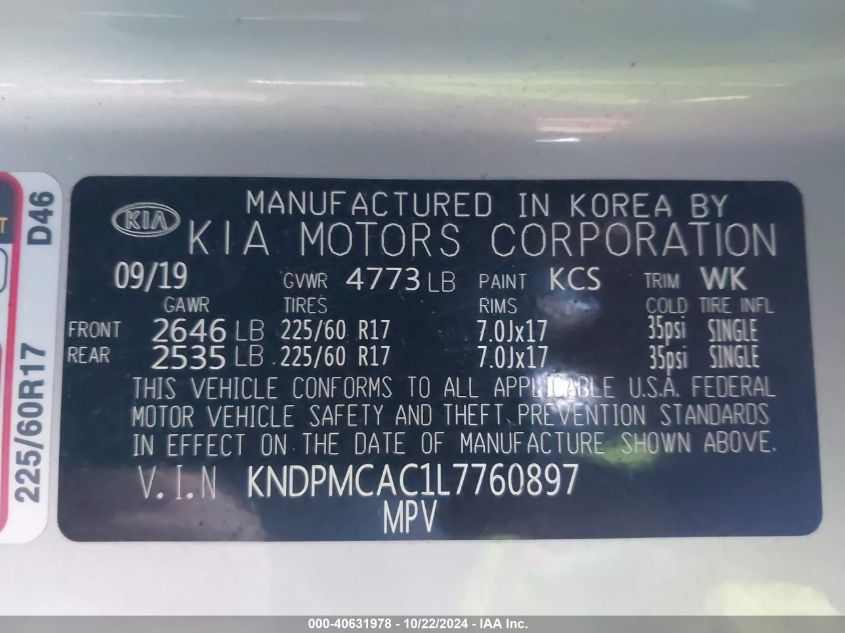 MANUFACTURED IN KOREA BY
KIA KIA MOTORS CORPORATION
09/19 GVWR 4773 LB PAINT KCS TRIM WK
GAWR TIRES RIMS COLD TIRE INFL
FRONT 2646 LB 225/60 R17 7.0Jx17 35psi SINGLE
REAR 2535 LB 225/60 R17 7.0Jx17 35psi SINGLE
THIS VEHICLE CONFORMS TO ALL APPLICABLE U.S.A. FEDERAL
MOTOR VEHICLE SAFETY AND THEFT PREVENTION STANDARDS
IN EFFECT ON THE DATE OF MANUFACTURE SHOWN ABOVE.
V.I.N KNDPMCAC1L7760897
MPV
225/60R17 D46
000-40631978 - 10/22/2024 - IAA Inc.